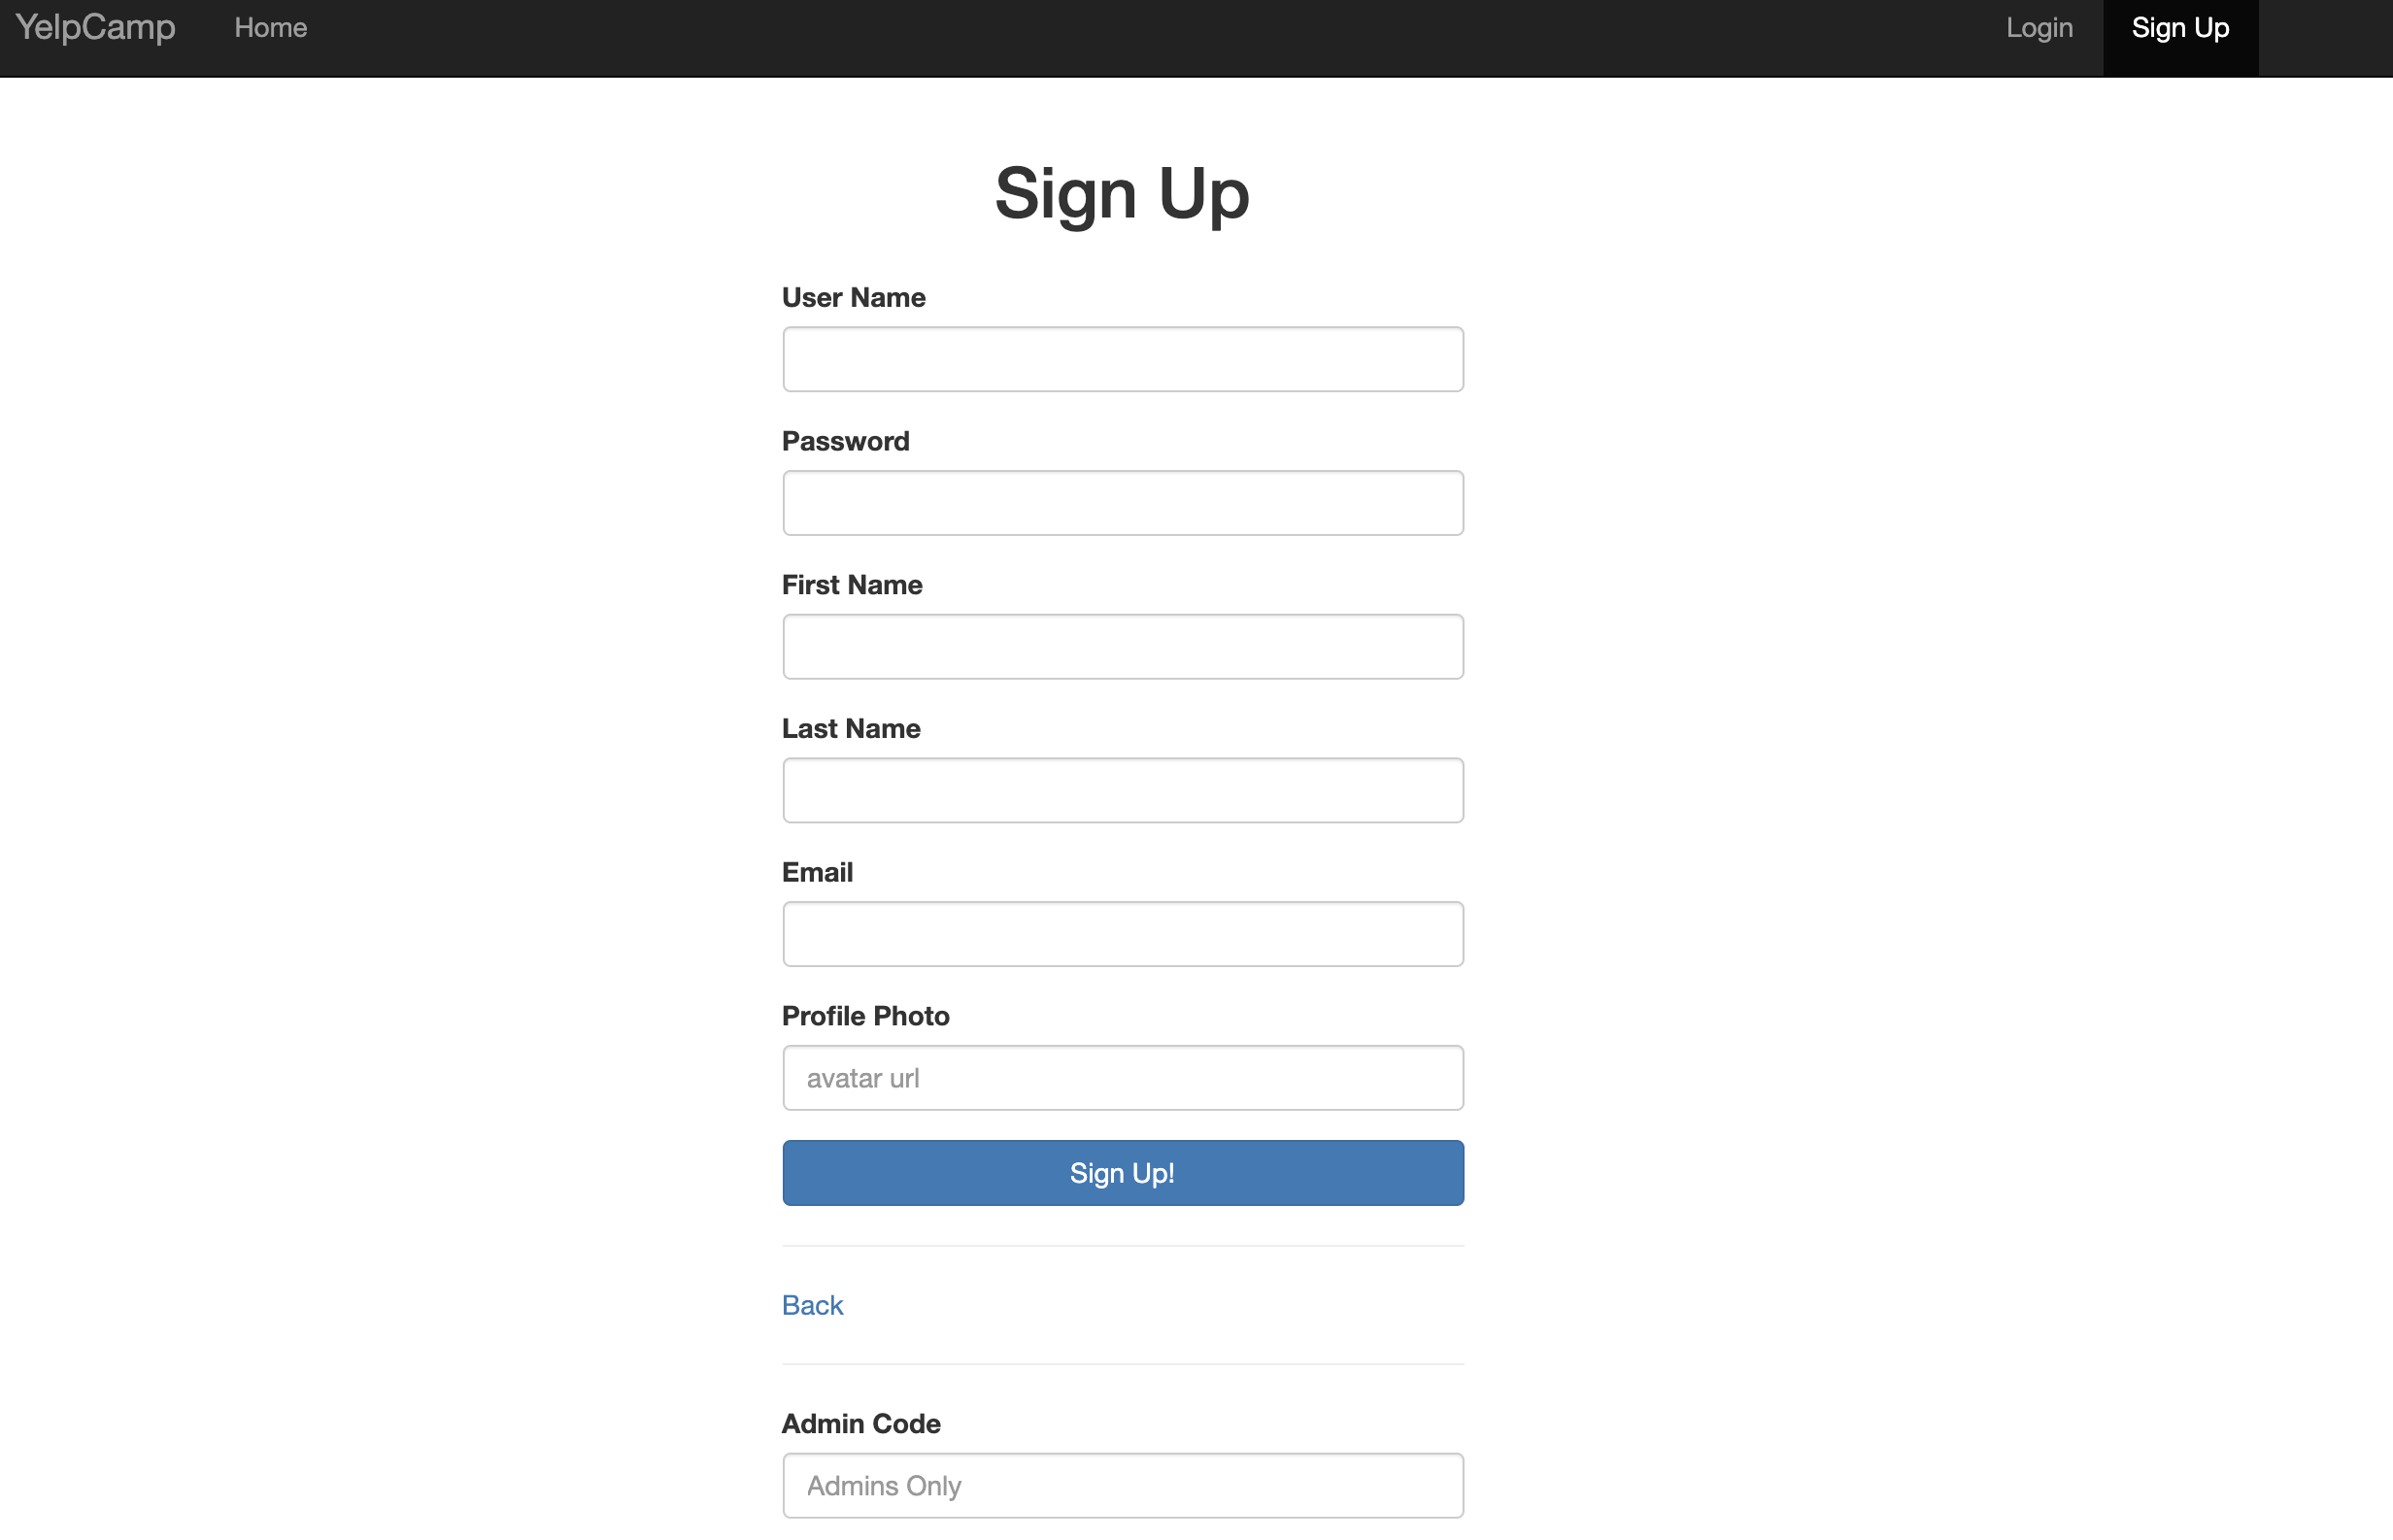 YelpCamp Home Login Sign Up
Sign Up
User Name
Password
First Name
Last Name
Email
Profile Photo
avatar url
Sign Up!
Back
Admin Code
Admins Only